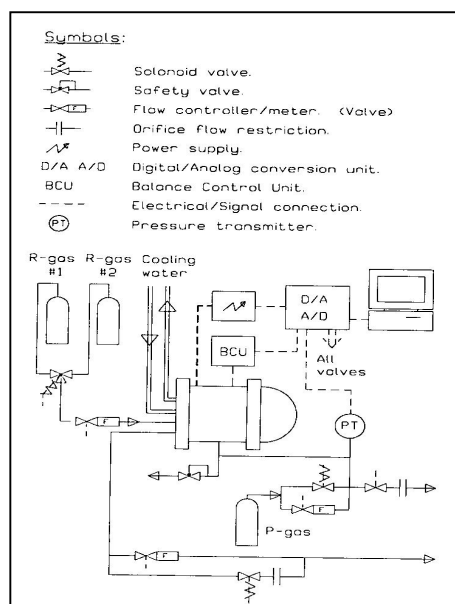 Symbols:
Solonoid valve.
Safety valve.
Flow controller/meter. (Valve)
F
Orifice flow restriction.
Power supply.
D/A A/D Digital/Analog conversion unit.
BCU Balance Control Unit.
Electrical/Signal connection.
PT Pressure transmitter.
R-gas R-gas Cooling
#1 #2 water
D/A
A/D
BCU
All
valves
F
PT
F
P-gas
F